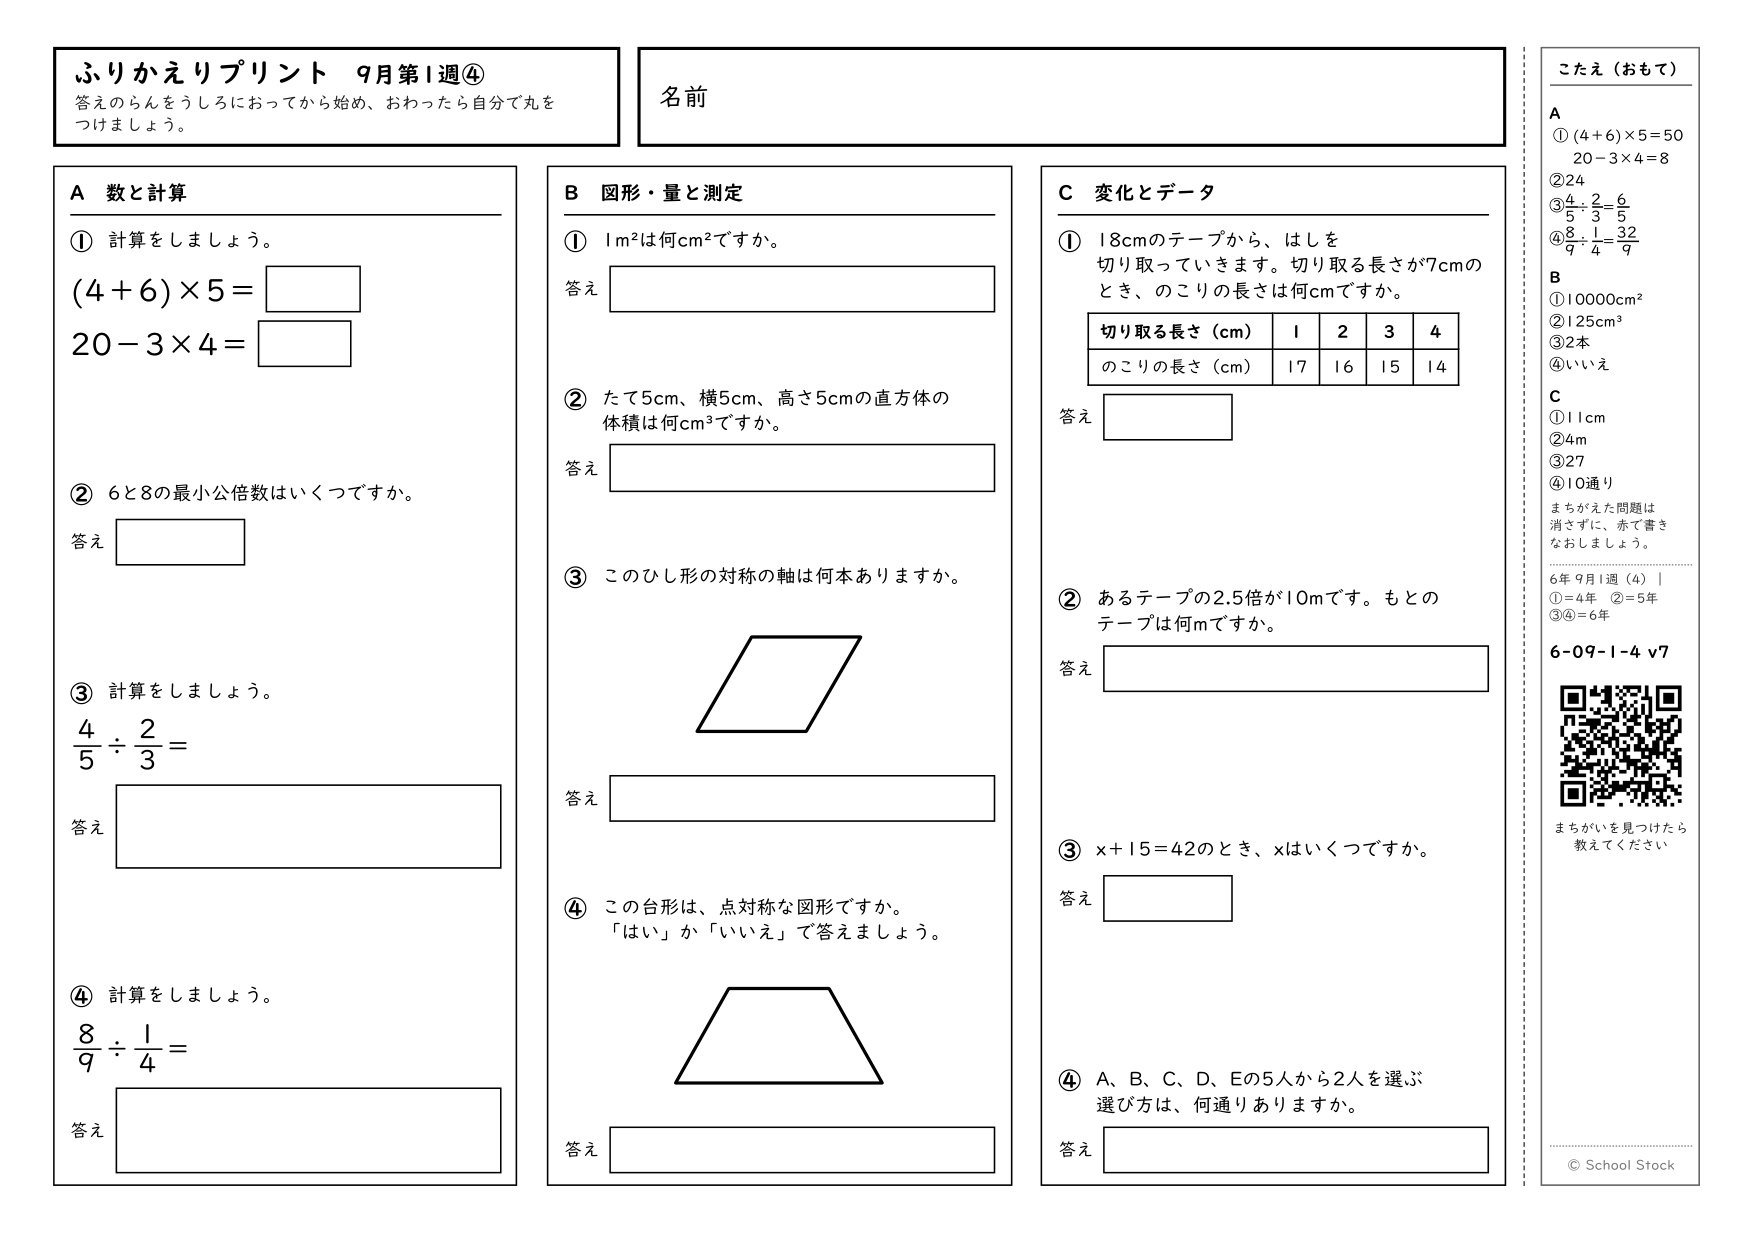 ふりかえりプリント　9月第1週④
答えのらんをうしろにおってから始め、おわったら自分で丸を
つけましょう。
名前
A　数と計算
① 計算をしましょう。
(4＋6)×5＝
20－3×4＝
② 6と8の最小公倍数はいくつですか。
答え
③ 計算をしましょう。
4/5÷2/3＝
答え
④ 計算をしましょう。
8/9÷1/4＝
答え
B　図形・量と測定
① 1m²は何cm²ですか。
答え
② たて5cm、横5cm、高さ5cmの直方体の
体積は何cm³ですか。
答え
③ このひし形の対称の軸は何本ありますか。
答え
④ この台形は、点対称な図形ですか。
「はい」か「いいえ」で答えましょう。
答え
C　変化とデータ
① 18cmのテープから、はしを
切り取っていきます。切り取る長さが7cmの
とき、のこりの長さは何cmですか。
切り取る長さ（cm） 1 2 3 4
のこりの長さ（cm） 17 16 15 14
答え
② あるテープの2.5倍が10mです。もとの
テープは何mですか。
答え
③ x＋15＝42のとき、xはいくつですか。
答え
④ A、B、C、D、Eの5人から2人を選ぶ
選び方は、何通りありますか。
答え
こたえ（おもて）
A
①(4＋6)×5＝50
20－3×4＝8
②24
③4/5÷2/3=6/5
④8/9÷1/4=32/9
B
①10000cm²
②125cm³
③2本
④いいえ
C
①11cm
②4m
③27
④10通り
まちがえた問題は
消さずに、赤で書き
なおしましょう。
6年 9月1週（4）｜
①＝4年　②＝5年
③④＝6年
6-09-1-4 v7
まちがいを見つけたら
教えてください
© School Stock